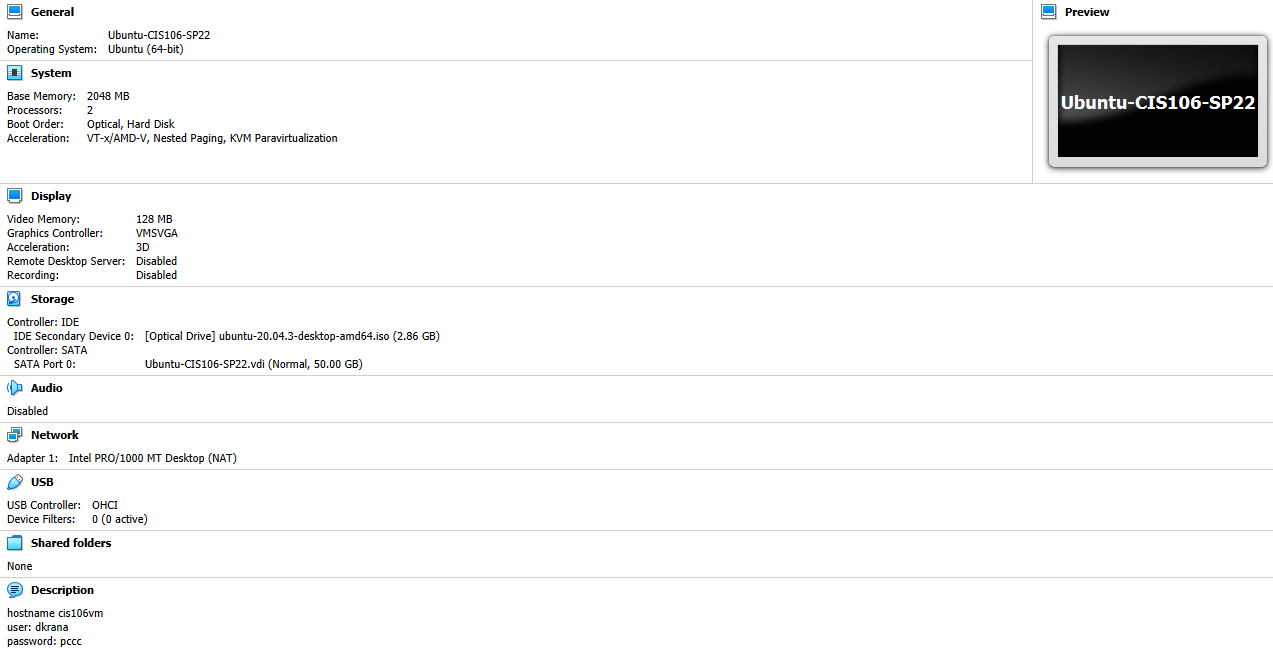 General
Name: Ubuntu-CIS106-SP22
Operating System: Ubuntu (64-bit)
System
Base Memory: 2048 MB
Processors: 2
Boot Order: Optical, Hard Disk
Acceleration: VT-x/AMD-V, Nested Paging, KVM Paravirtualization
Preview
Ubuntu-CIS106-SP22
Display
Video Memory: 128 MB
Graphics Controller: VMSVGA
Acceleration: 3D
Remote Desktop Server: Disabled
Recording: Disabled
Storage
Controller: IDE
IDE Secondary Device 0: [Optical Drive] ubuntu-20.04.3-desktop-amd64.iso (2.86 GB)
Controller: SATA
SATA Port 0: Ubuntu-CIS106-SP22.vdi (Normal, 50.00 GB)
Audio
Disabled
Network
Adapter 1: Intel PRO/1000 MT Desktop (NAT)
USB
USB Controller: OHCI
Device Filters: 0 (0 active)
Shared folders
None
Description
hostname cis106vm
user: dkrana
password: pccc